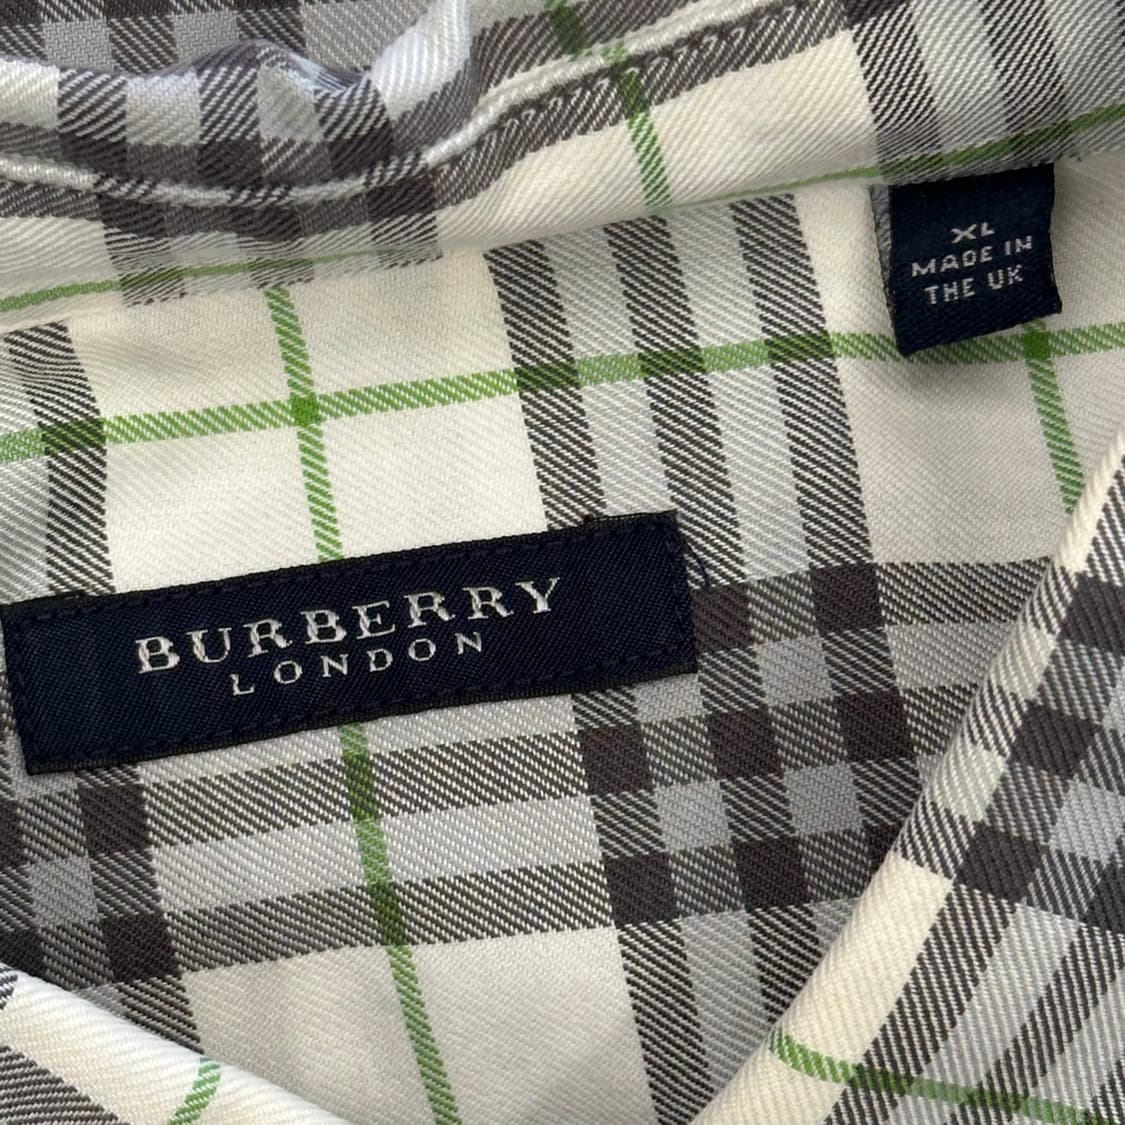 XL
MADE IN
THE UK
BURBERRY
LONDON